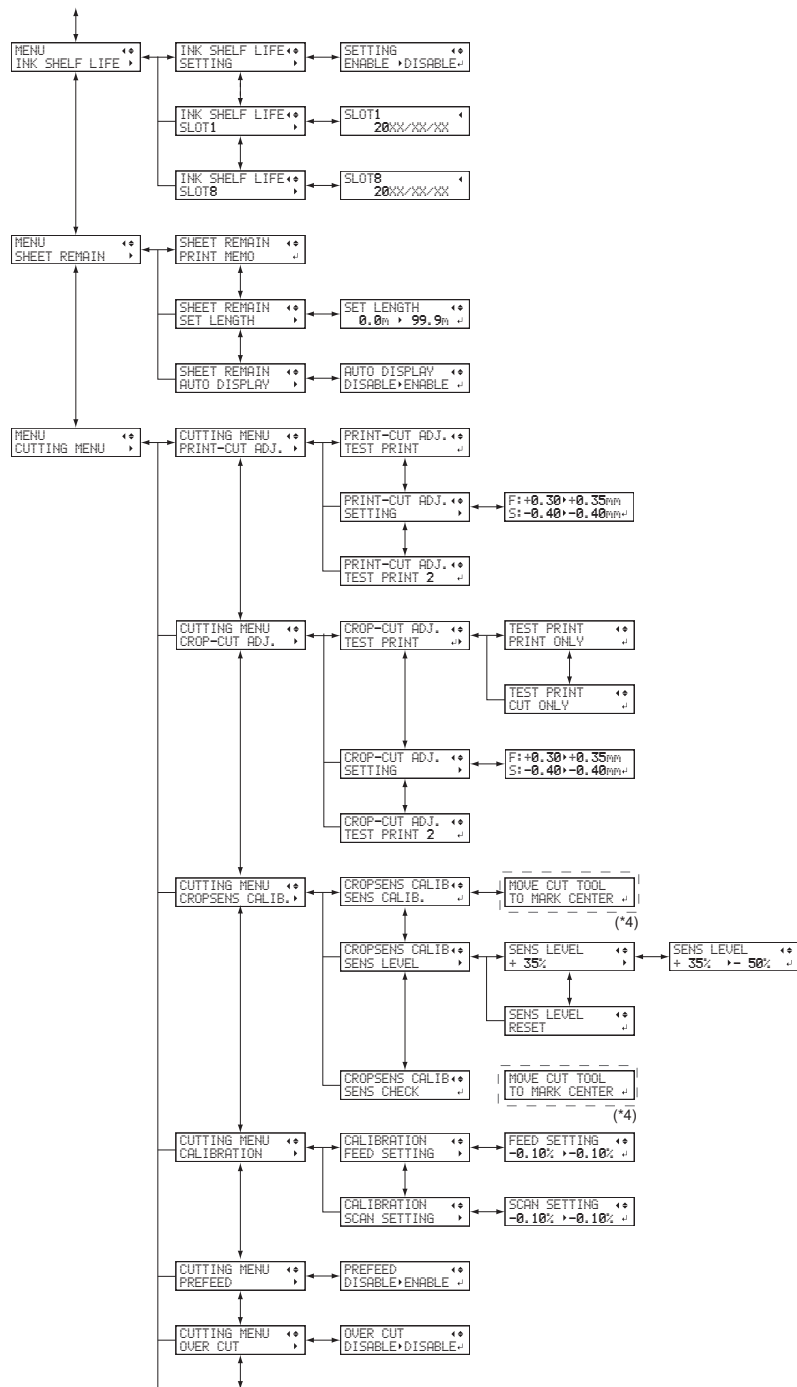 MENU
INK SHELF LIFE
INK SHELF LIFE
SETTING
SETTING
ENABLE ▸DISABLE↵
INK SHELF LIFE
SLOT1
SLOT1
20XX/XX/XX
INK SHELF LIFE
SLOT8
SLOT8
20XX/XX/XX
MENU
SHEET REMAIN
SHEET REMAIN
PRINT MEMO ↵
SHEET REMAIN
SET LENGTH
SET LENGTH
0.0m ▸ 99.9m ↵
SHEET REMAIN
AUTO DISPLAY
AUTO DISPLAY
DISABLE▸ENABLE ↵
MENU
CUTTING MENU
CUTTING MENU
PRINT-CUT ADJ.
PRINT-CUT ADJ.
TEST PRINT ↵
PRINT-CUT ADJ.
SETTING
F:+0.30▸+0.35mm
S:-0.40▸-0.40mm↵
PRINT-CUT ADJ.
TEST PRINT 2 ↵
CUTTING MENU
CROP-CUT ADJ.
CROP-CUT ADJ.
TEST PRINT ↵
TEST PRINT
PRINT ONLY ↵
TEST PRINT
CUT ONLY ↵
CROP-CUT ADJ.
SETTING
F:+0.30▸+0.35mm
S:-0.40▸-0.40mm↵
CROP-CUT ADJ.
TEST PRINT 2 ↵
CUTTING MENU
CROPSENS CALIB.
CROPSENS CALIB
SENS CALIB. ↵
MOVE CUT TOOL
TO MARK CENTER ↵
(*4)
CROPSENS CALIB
SENS LEVEL
SENS LEVEL
+ 35%
SENS LEVEL
+ 35% ▸- 50% ↵
SENS LEVEL
RESET ↵
CROPSENS CALIB
SENS CHECK ↵
MOVE CUT TOOL
TO MARK CENTER ↵
(*4)
CUTTING MENU
CALIBRATION
CALIBRATION
FEED SETTING
FEED SETTING
-0.10% ▸-0.10% ↵
CALIBRATION
SCAN SETTING
SCAN SETTING
-0.10% ▸-0.10% ↵
CUTTING MENU
PREFEED
PREFEED
DISABLE▸ENABLE ↵
CUTTING MENU
OVER CUT
OVER CUT
DISABLE▸DISABLE↵